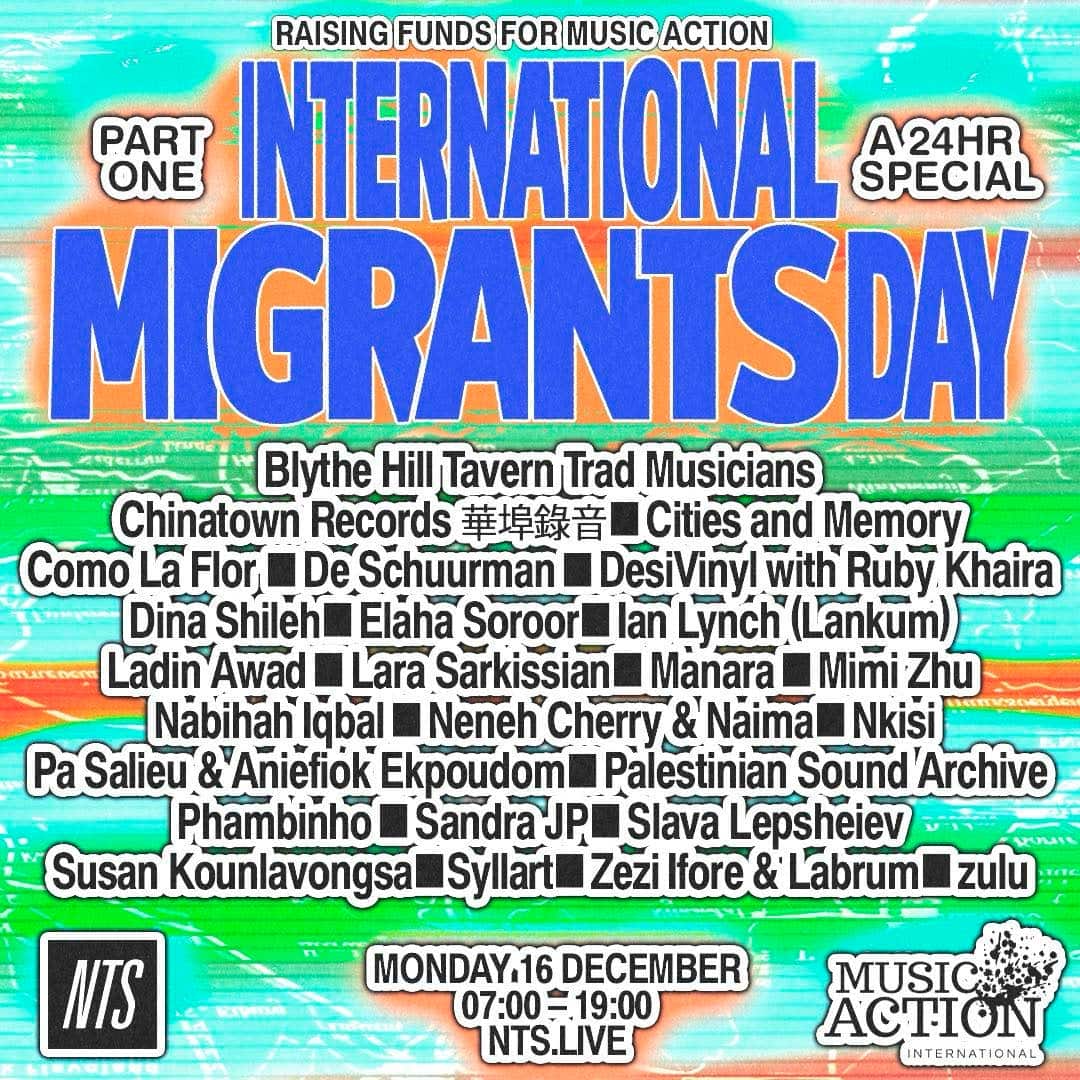 RAISING FUNDS FOR MUSIC ACTION
PART ONE
INTERNATIONAL
A 24HR SPECIAL
MIGRANTS DAY
Blythe Hill Tavern Trad Musicians
Chinatown Records 華埠錄音 ■ Cities and Memory
Como La Flor ■ De Schuurman ■ DesiVinyl with Ruby Khaira
Dina Shileh ■ Elaha Soroor ■ Ian Lynch (Lankum)
Ladin Awad ■ Lara Sarkissian ■ Manara ■ Mimi Zhu
Nabihah Iqbal ■ Neneh Cherry & Naima ■ Nkisi
Pa Salieu & Aniefiok Ekpoudom ■ Palestinian Sound Archive
Phambinho ■ Sandra JP ■ Slava Lepsheiev
Susan Kounlavongsa ■ Syllart ■ Zezi Ifore & Labrum ■ zulu
NTS
MONDAY 16 DECEMBER
07:00 – 19:00
NTS.LIVE
MUSIC
ACTION
INTERNATIONAL